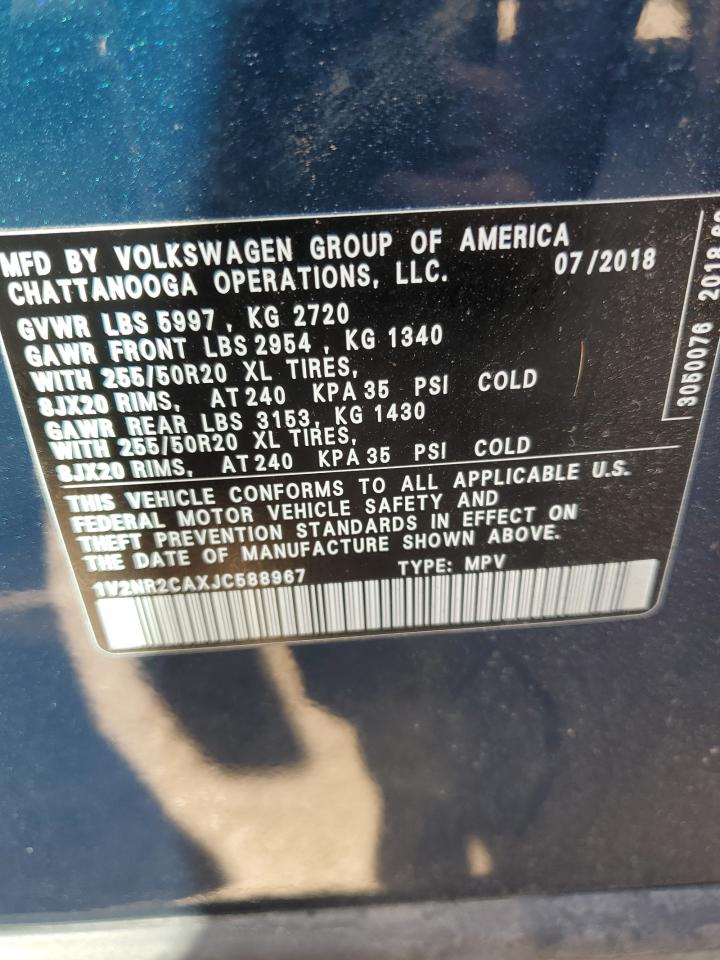 MFD BY VOLKSWAGEN GROUP OF AMERICA
CHATTANOOGA OPERATIONS, LLC. 07/2018
GVWR LBS 5997 , KG 2720
GAWR FRONT LBS 2954 , KG 1340
WITH 255/50R20 XL TIRES,
8JX20 RIMS, AT 240 KPA 35 PSI COLD
GAWR REAR LBS 3153, KG 1430
WITH 255/50R20 XL TIRES,
8JX20 RIMS, AT 240 KPA 35 PSI COLD
THIS VEHICLE CONFORMS TO ALL APPLICABLE U.S.
FEDERAL MOTOR VEHICLE SAFETY AND
THEFT PREVENTION STANDARDS IN EFFECT ON
THE DATE OF MANUFACTURE SHOWN ABOVE.
1V2NR2CAXJC588967 TYPE: MPV
3050076 2018